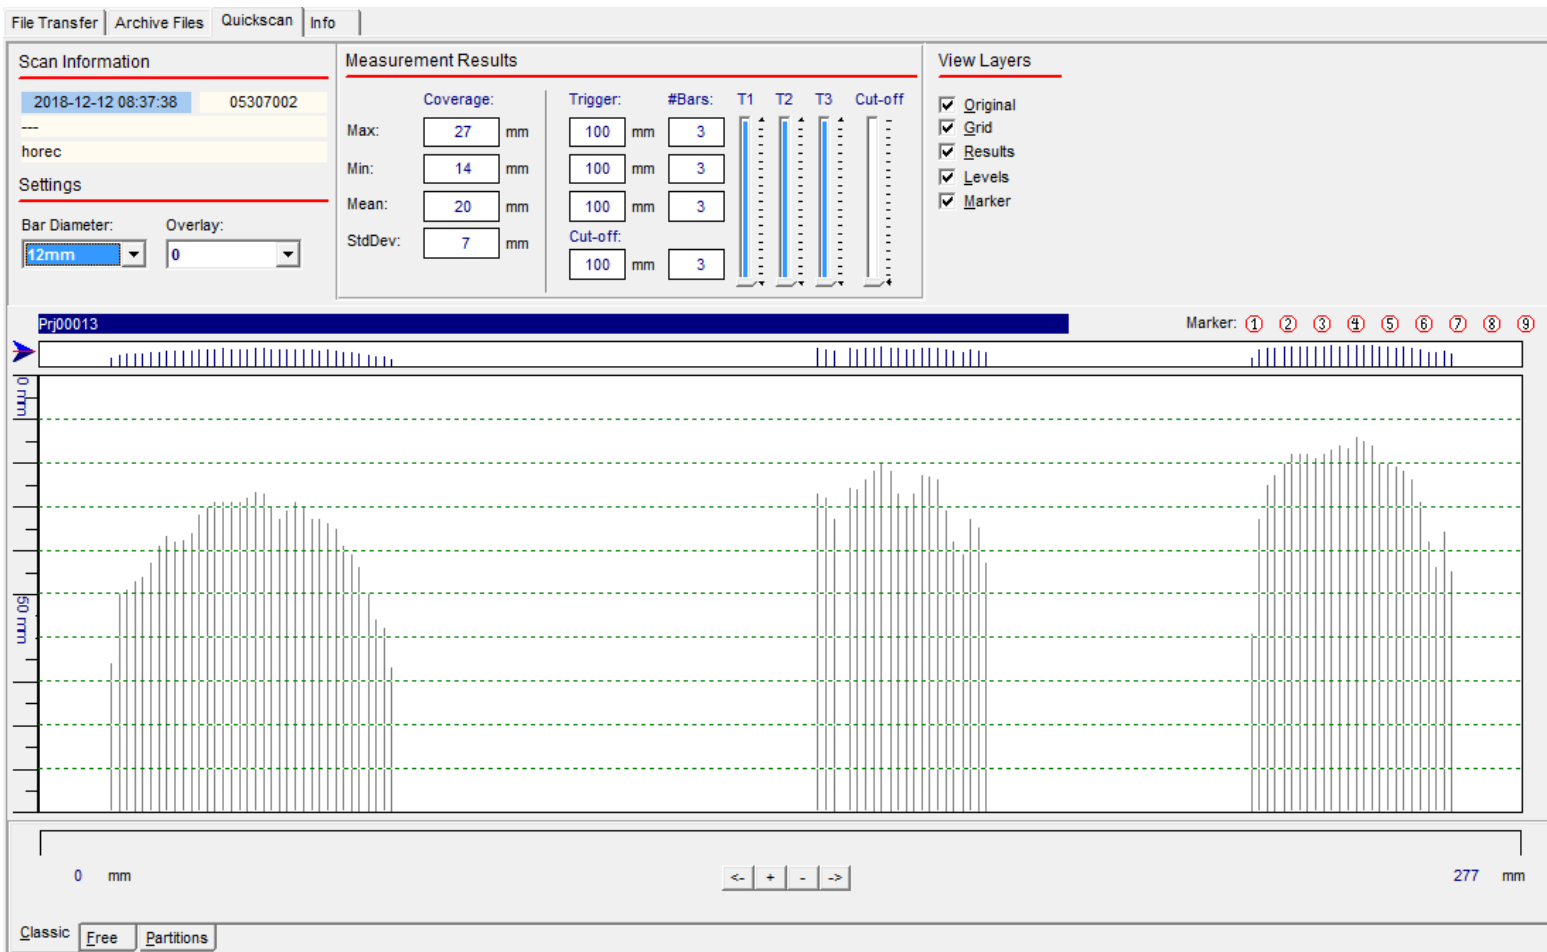 File Transfer Archive Files Quickscan Info
Scan Information
2018-12-12 08:37:38 05307002
---
horec
Settings
Bar Diameter: Overlay:
12mm 0
Measurement Results
Coverage: Trigger: #Bars: T1 T2 T3 Cut-off
Max: 27 mm 100 mm 3
Min: 14 mm 100 mm 3
Mean: 20 mm 100 mm 3
StdDev: 7 mm Cut-off:
100 mm 3
View Layers
Original
Grid
Results
Levels
Marker
Prj00013 Marker: 1 2 3 4 5 6 7 8 9
0 mm
50 mm
0 mm <- + - -> 277 mm
Classic Free Partitions